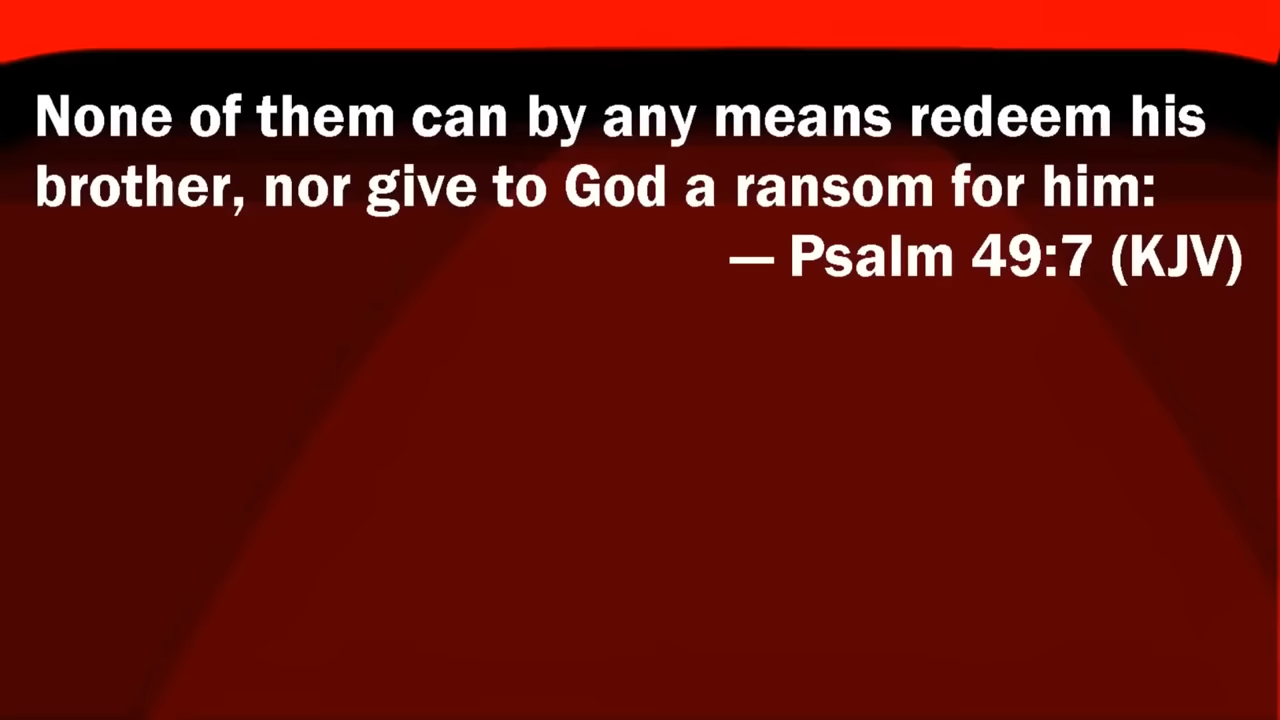 None of them can by any means redeem his
brother, nor give to God a ransom for him:
— Psalm 49:7 (KJV)